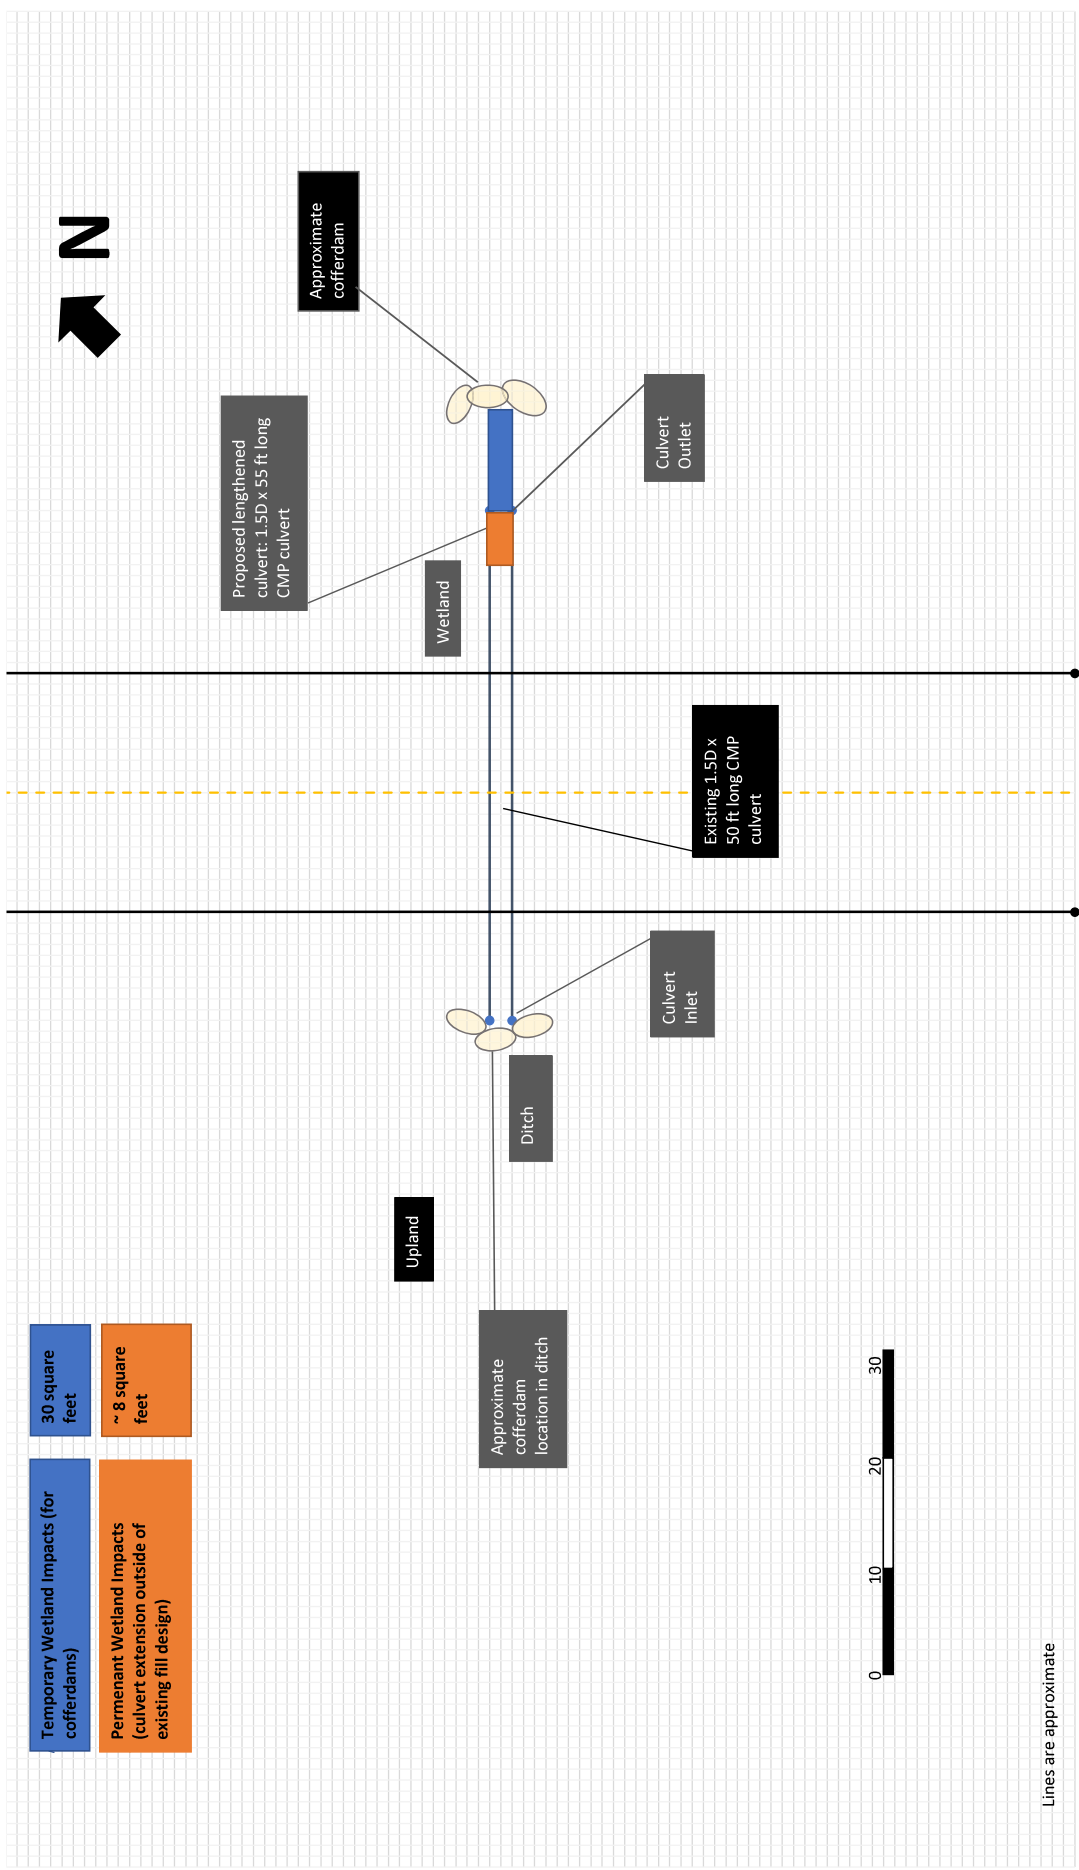 Temporary Wetland Impacts (for
cofferdams)
30 square
feet
Permenant Wetland Impacts
(culvert extension outside of
existing fill design)
~ 8 square
feet
N
Proposed lengthened
culvert: 1.5D x 55 ft long
CMP culvert
Approximate
cofferdam
Upland
Wetland
Approximate
cofferdam
location in ditch
Ditch
Culvert
Inlet
Culvert
Outlet
Existing 1.5D x
50 ft long CMP
culvert
0
10
20
30
Lines are approximate